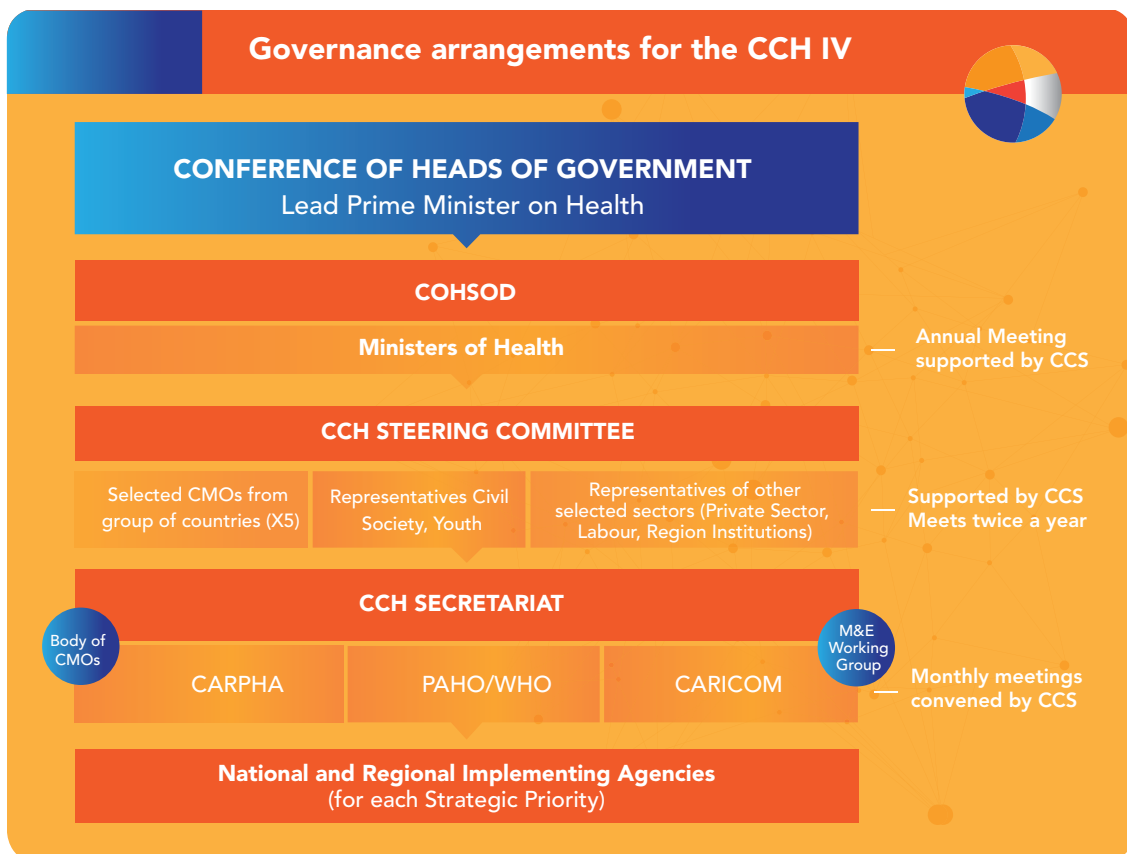 Governance arrangements for the CCH IV
CONFERENCE OF HEADS OF GOVERNMENT
Lead Prime Minister on Health
COHSOD
Ministers of Health
Annual Meeting
supported by CCS
CCH STEERING COMMITTEE
Selected CMOs from
group of countries (X5)
Representatives Civil
Society, Youth
Representatives of other
selected sectors (Private Sector,
Labour, Region Institutions)
Supported by CCS
Meets twice a year
CCH SECRETARIAT
Body of
CMOs
M&E
Working
Group
CARPHA
PAHO/WHO
CARICOM
Monthly meetings
convened by CCS
National and Regional Implementing Agencies
(for each Strategic Priority)